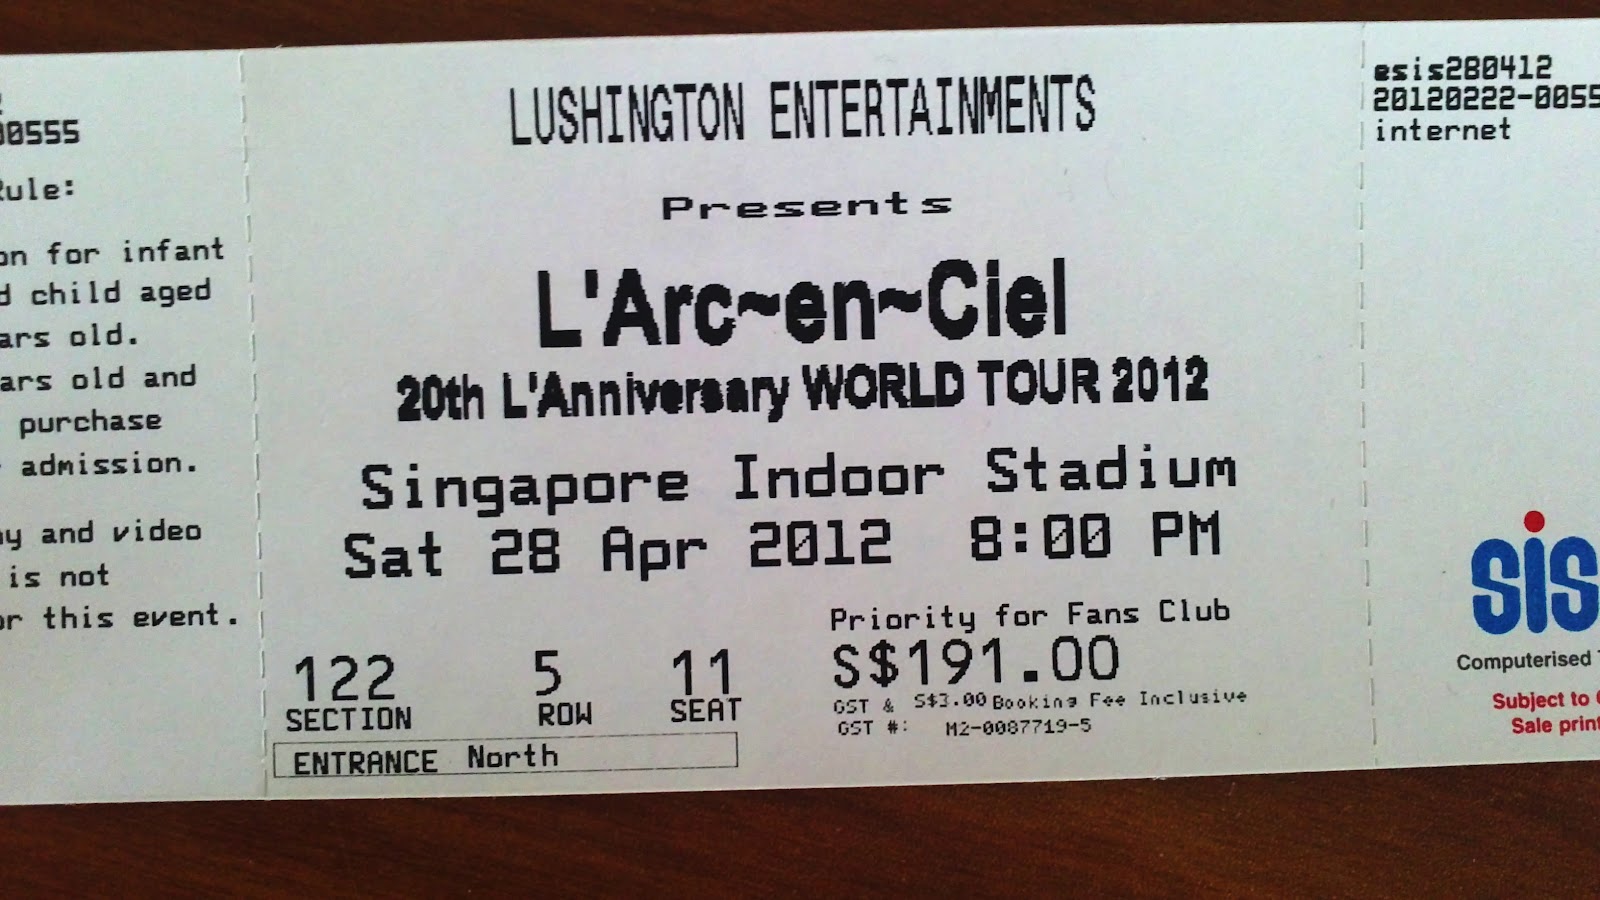 00555
Rule:
on for infant
d child aged
ars old.
ars old and
purchase
admission.
ay and video
is not
or this event.
LUSHINGTON ENTERTAINMENTS
Presents
L'Arc~en~Ciel
20th L'Anniversary WORLD TOUR 2012
Singapore Indoor Stadium
Sat 28 Apr 2012 8:00 PM
Priority for Fans Club
S$191.00
GST & S$3.00 Booking Fee Inclusive
GST #: M2-0087719-5
122 5 11
SECTION ROW SEAT
ENTRANCE North
esis280412
20120222-0055
internet
sis
Computerised
Subject to
Sale print